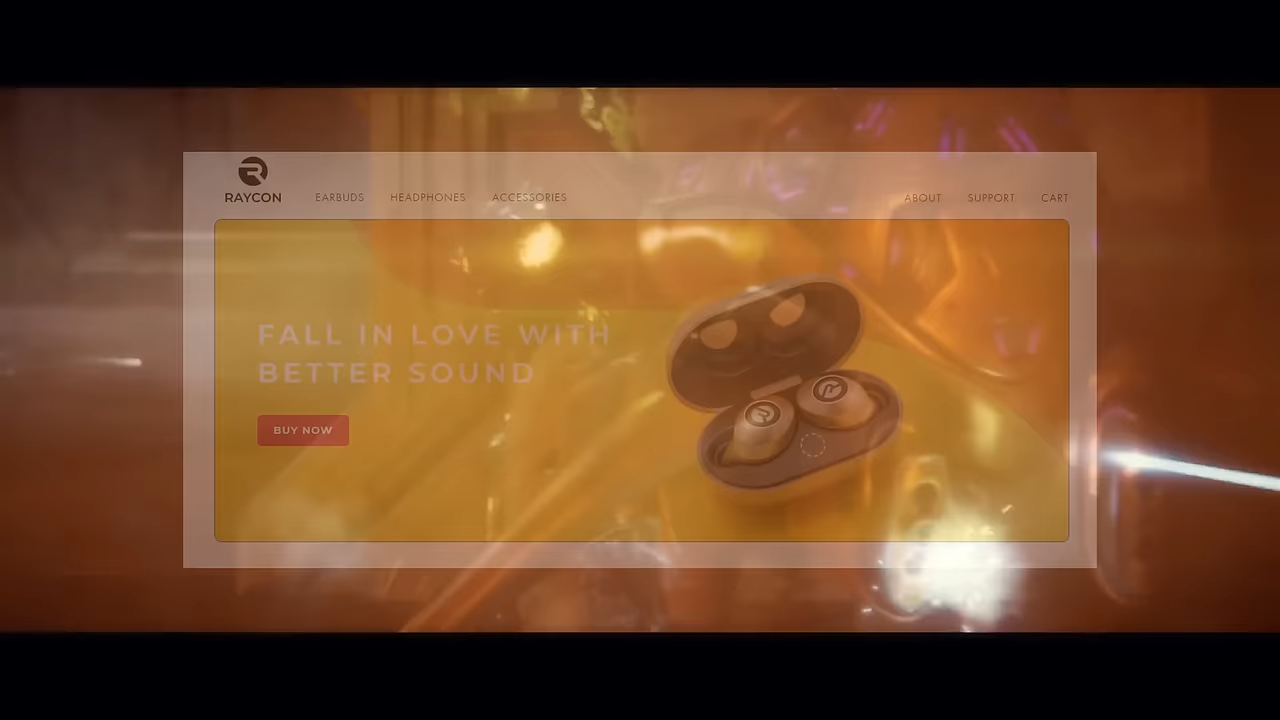 RAYCON
EARBUDS HEADPHONES ACCESSORIES ABOUT SUPPORT CART
FALL IN LOVE WITH
BETTER SOUND
BUY NOW